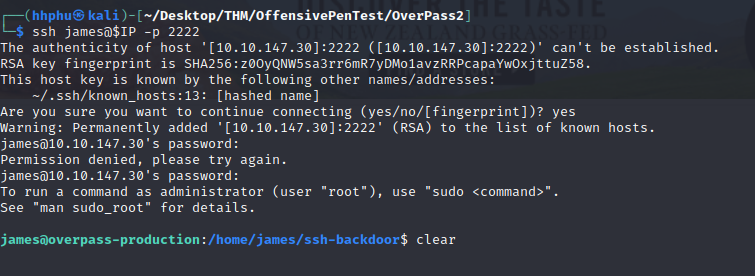 (hhphu㉿kali)-[~/Desktop/THM/OffensivePenTest/OverPass2]
$ ssh james@$IP -p 2222
The authenticity of host '[10.10.147.30]:2222 ([10.10.147.30]:2222)' can't be established.
RSA key fingerprint is SHA256:z0OyQNW5sa3rr6mR7yDMo1avzRRPcapaYwOxjttuZ58.
This host key is known by the following other names/addresses:
~/.ssh/known_hosts:13: [hashed name]
Are you sure you want to continue connecting (yes/no/[fingerprint])? yes
Warning: Permanently added '[10.10.147.30]:2222' (RSA) to the list of known hosts.
james@10.10.147.30's password:
Permission denied, please try again.
james@10.10.147.30's password:
To run a command as administrator (user "root"), use "sudo <command>".
See "man sudo_root" for details.
james@overpass-production:/home/james/ssh-backdoor$ clear